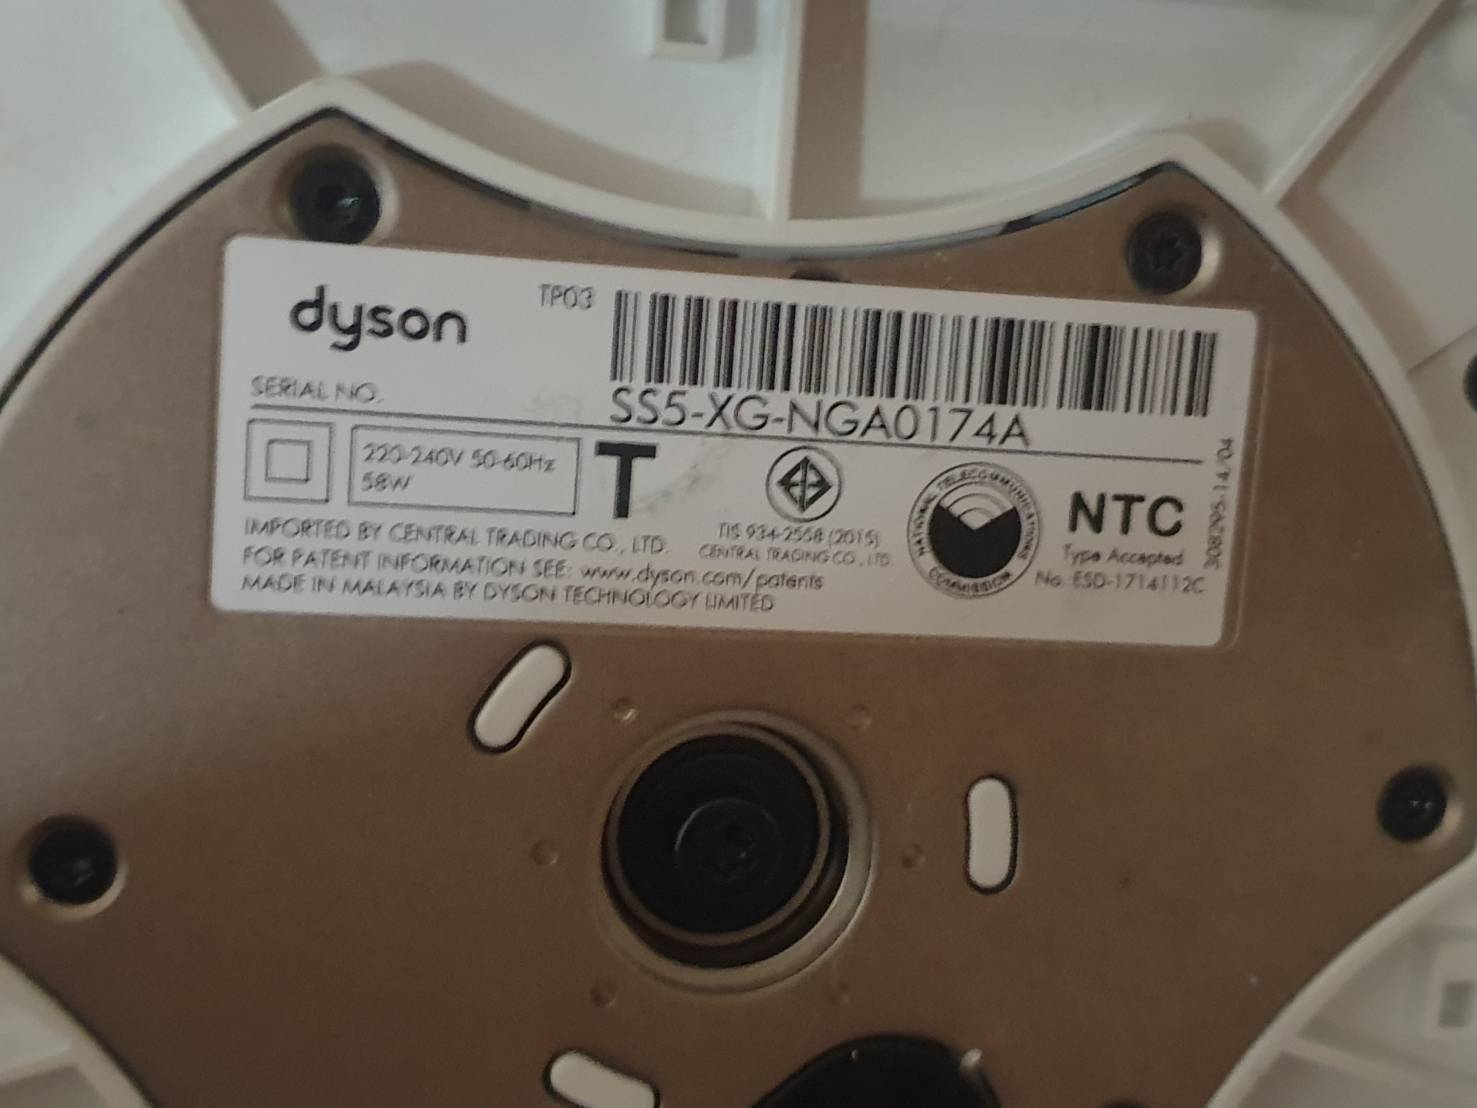 dyson
TP03
SERIAL NO.
SS5-XG-NGA0174A
220-240V 50-60Hz
58W
T
IMPORTED BY CENTRAL TRADING CO., LTD.
FOR PATENT INFORMATION SEE: www.dyson.com/patents
MADE IN MALAYSIA BY DYSON TECHNOLOGY LIMITED
TIS 934-2558 (2015)
CENTRAL TRADING CO., LTD.
NATIONAL TELECOMMUNICATIONS
COMMISSION
NTC
Type Accepted
No. ESD-1714112C
308295-14/04